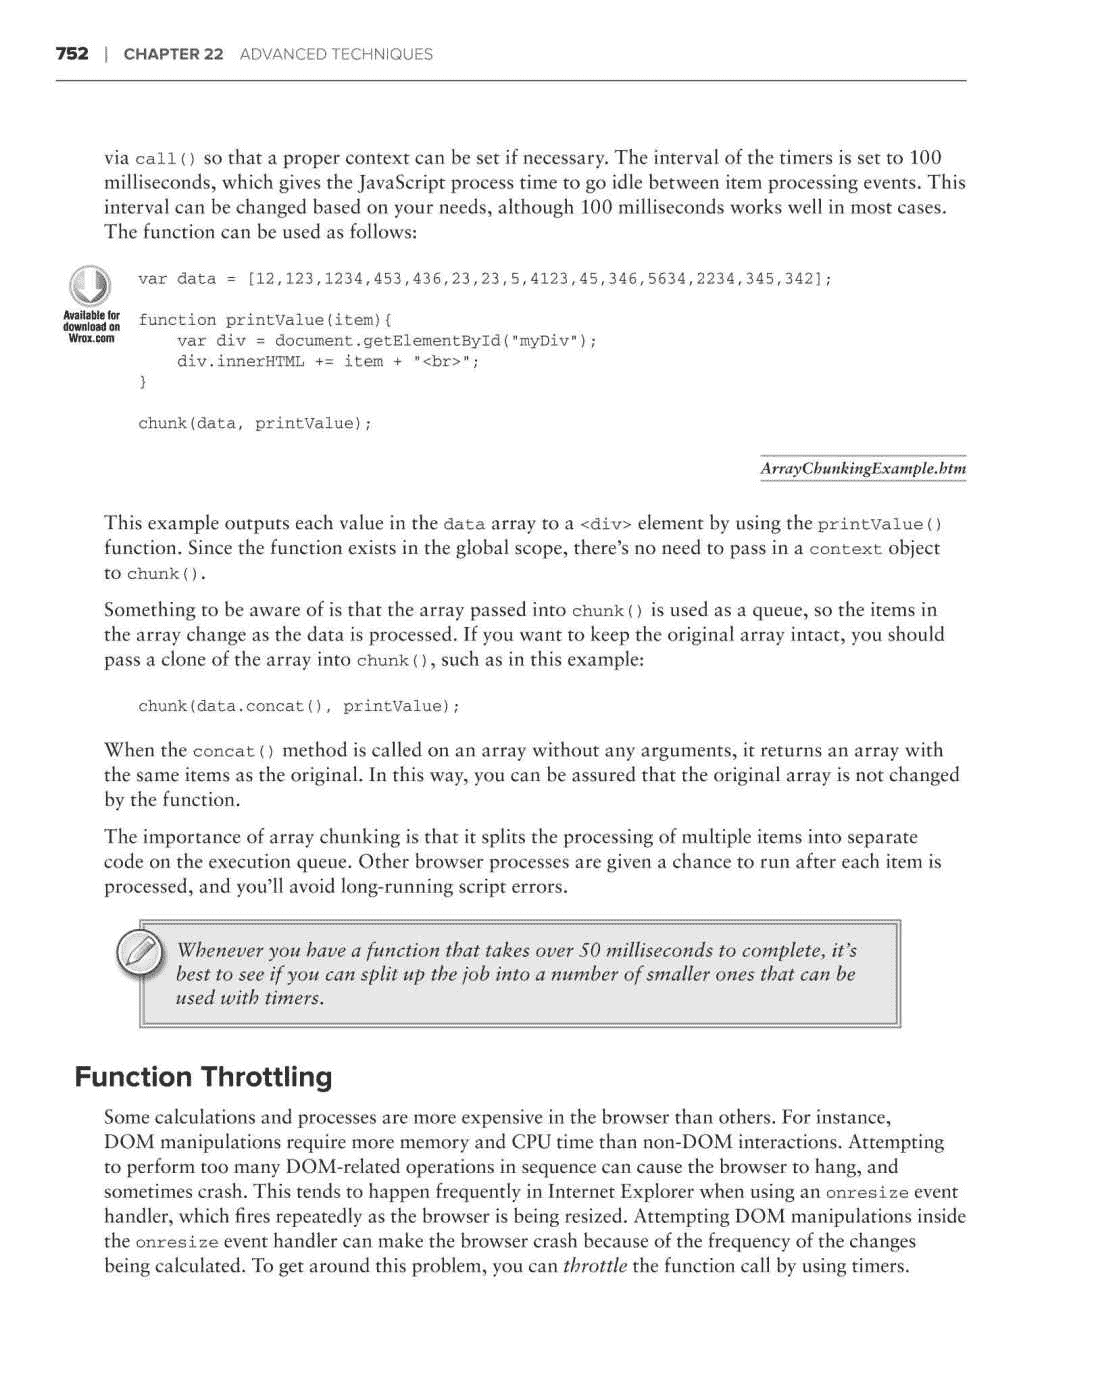 752 | CHAPTER 22 ADVANCED TECHNIQUES
via call() so that a proper context can be set if necessary. The interval of the timers is set to 100
milliseconds, which gives the JavaScript process time to go idle between item processing events. This
interval can be changed based on your needs, although 100 milliseconds works well in most cases.
The function can be used as follows:
var data = [12,123,1234,453,436,23,23,5,4123,45,346,5634,2234,345,342];
Available for
download on
Wrox.com
function printValue(item){
    var div = document.getElementById("myDiv");
    div.innerHTML += item + "<br>";
}
chunk(data, printValue);
ArrayChunkingExample.htm
This example outputs each value in the data array to a <div> element by using the printValue()
function. Since the function exists in the global scope, there's no need to pass in a context object
to chunk().
Something to be aware of is that the array passed into chunk() is used as a queue, so the items in
the array change as the data is processed. If you want to keep the original array intact, you should
pass a clone of the array into chunk(), such as in this example:
chunk(data.concat(), printValue);
When the concat() method is called on an array without any arguments, it returns an array with
the same items as the original. In this way, you can be assured that the original array is not changed
by the function.
The importance of array chunking is that it splits the processing of multiple items into separate
code on the execution queue. Other browser processes are given a chance to run after each item is
processed, and you'll avoid long-running script errors.
Whenever you have a function that takes over 50 milliseconds to complete, it's
best to see if you can split up the job into a number of smaller ones that can be
used with timers.
Function Throttling
Some calculations and processes are more expensive in the browser than others. For instance,
DOM manipulations require more memory and CPU time than non-DOM interactions. Attempting
to perform too many DOM-related operations in sequence can cause the browser to hang, and
sometimes crash. This tends to happen frequently in Internet Explorer when using an onresize event
handler, which fires repeatedly as the browser is being resized. Attempting DOM manipulations inside
the onresize event handler can make the browser crash because of the frequency of the changes
being calculated. To get around this problem, you can throttle the function call by using timers.